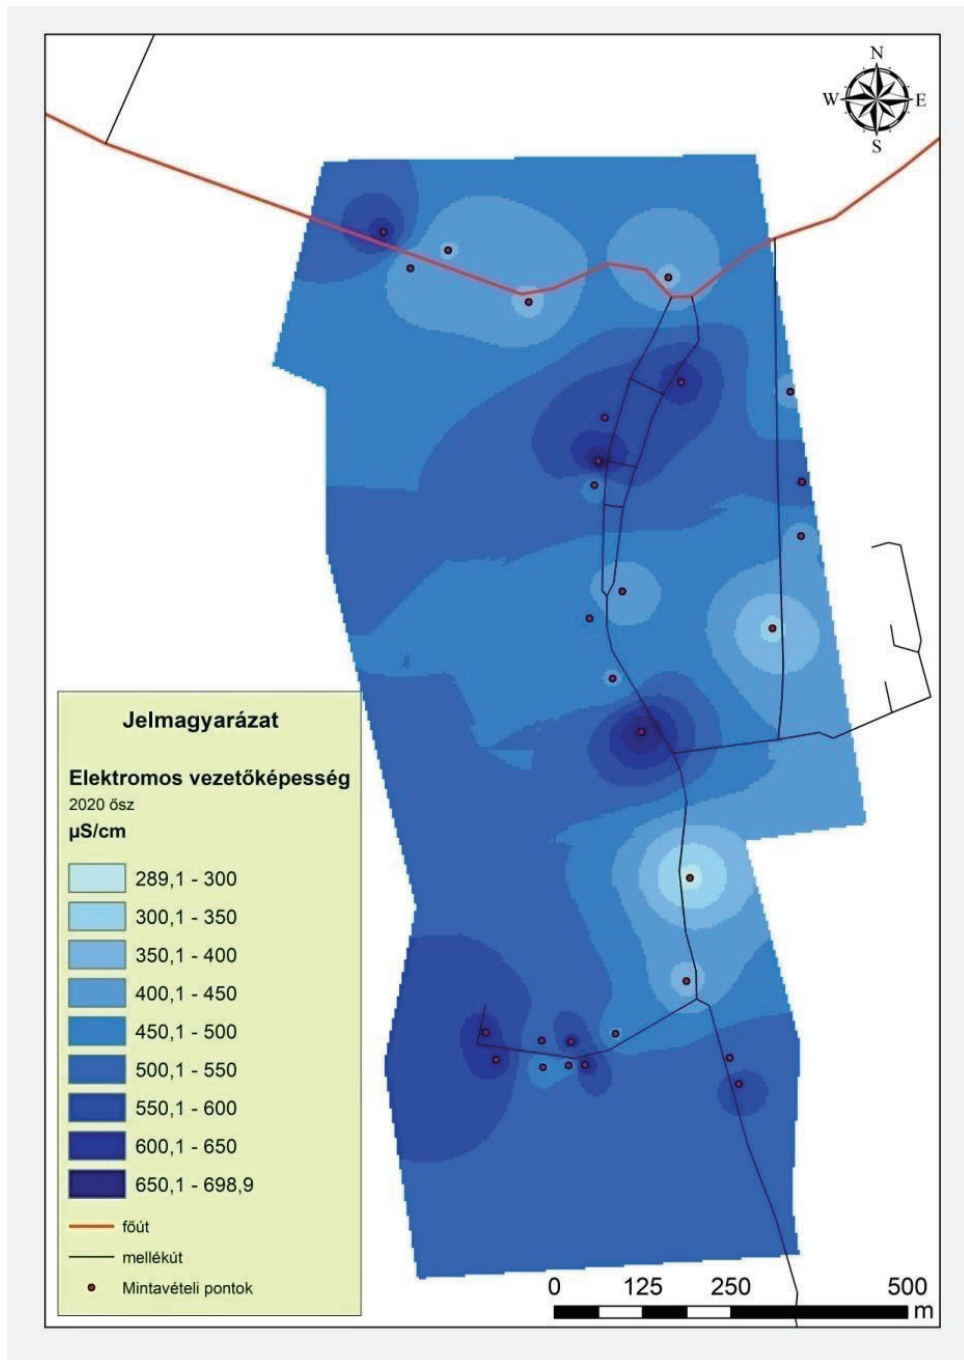 N
W E
S
Jelmagyarázat
Elektromos vezetőképesség
2020 ősz
µS/cm
289,1 - 300
300,1 - 350
350,1 - 400
400,1 - 450
450,1 - 500
500,1 - 550
550,1 - 600
600,1 - 650
650,1 - 698,9
főút
mellékút
Mintavételi pontok
0 125 250 500
m